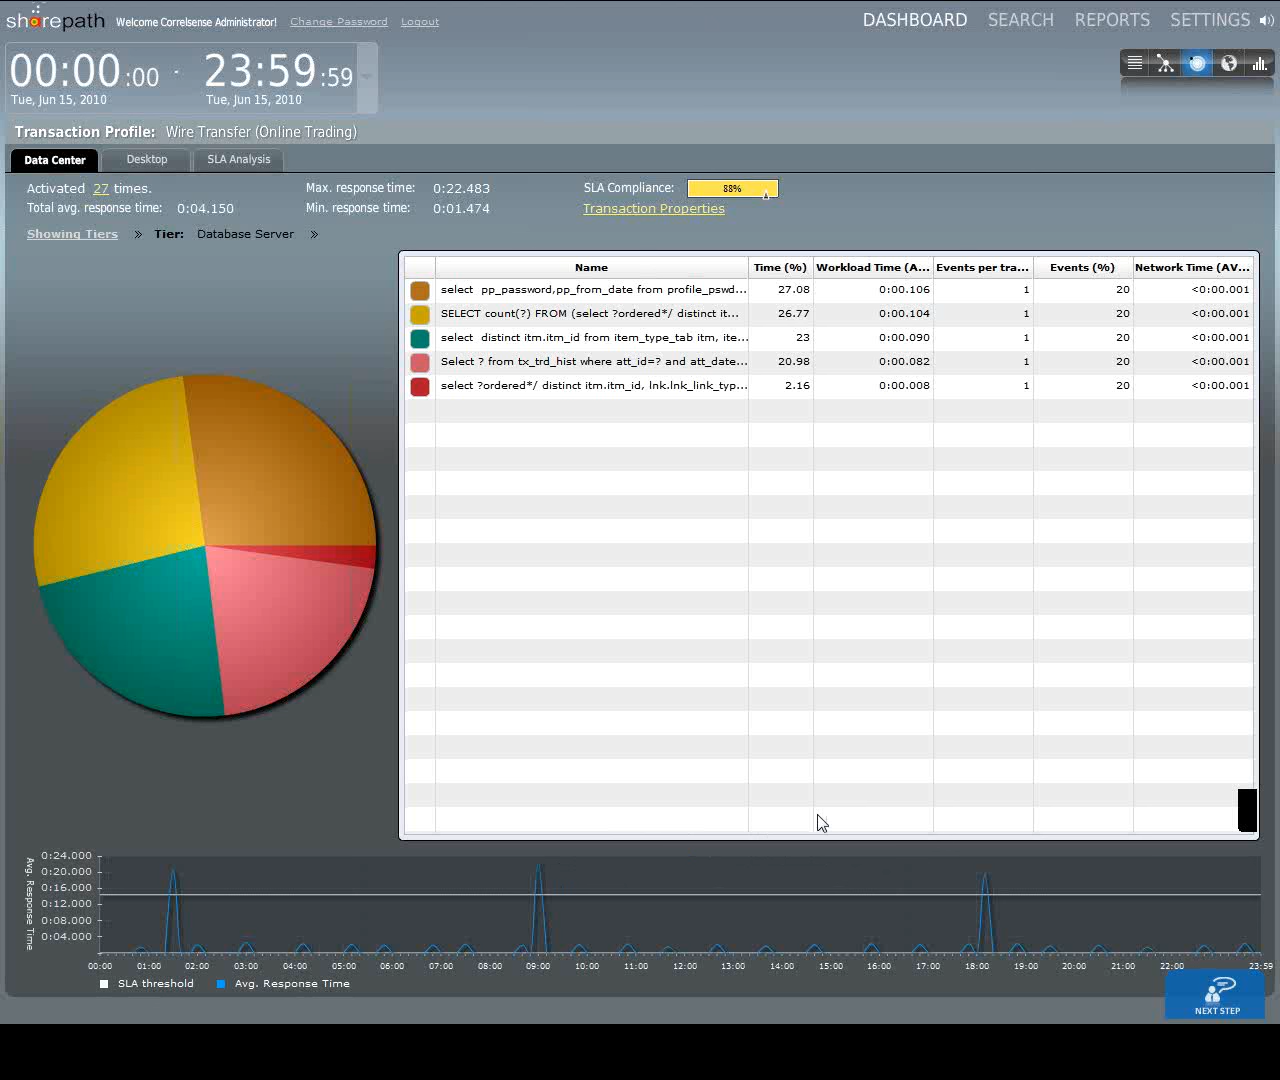 sharepath Welcome Correlsense Administrator! Change Password Logout DASHBOARD SEARCH REPORTS SETTINGS
00:00:00 - 23:59:59
Tue, Jun 15, 2010 Tue, Jun 15, 2010
Transaction Profile: Wire Transfer (Online Trading)
Data Center Desktop SLA Analysis
Activated 27 times. Max. response time: 0:22.483 SLA Compliance: 88%
Total avg. response time: 0:04.150 Min. response time: 0:01.474 Transaction Properties
Showing Tiers » Tier: Database Server »
Name Time (%) Workload Time (A... Events per tra... Events (%) Network Time (AV...
select pp_password,pp_from_date from profile_pswd... 27.08 0:00.106 1 20 <0:00.001
SELECT count(?) FROM (select ?ordered*/ distinct it... 26.77 0:00.104 1 20 <0:00.001
select distinct itm.itm_id from item_type_tab itm, ite... 23 0:00.090 1 20 <0:00.001
Select ? from tx_trd_hist where att_id=? and att_date... 20.98 0:00.082 1 20 <0:00.001
select ?ordered*/ distinct itm.itm_id, lnk.lnk_link_typ... 2.16 0:00.008 1 20 <0:00.001
Avg. Response Time
0:24.000
0:20.000
0:16.000
0:12.000
0:08.000
0:04.000
00:00 01:00 02:00 03:00 04:00 05:00 06:00 07:00 08:00 09:00 10:00 11:00 12:00 13:00 14:00 15:00 16:00 17:00 18:00 19:00 20:00 21:00 22:00 23:59
SLA threshold Avg. Response Time
NEXT STEP